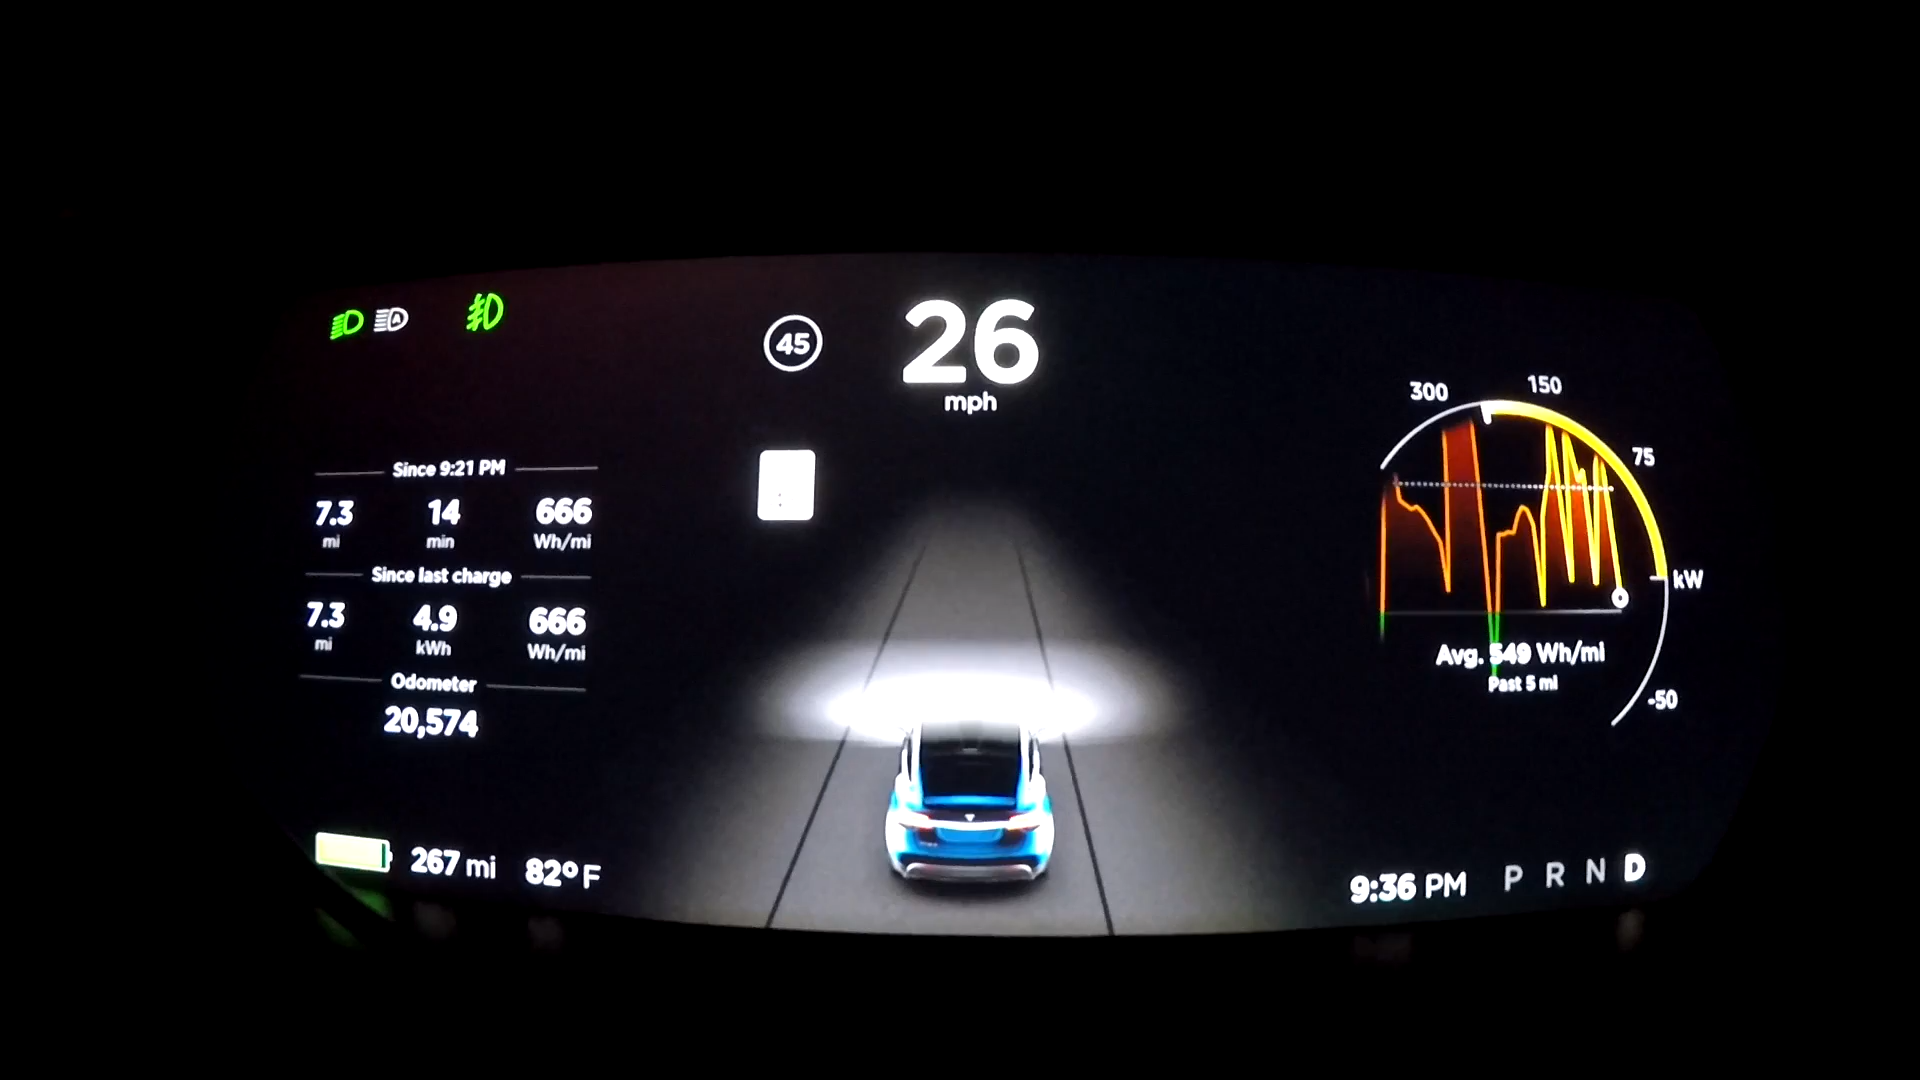 A
45
26
mph
300
150
75
kW
-50
Since 9:21 PM
7.3 14 666
mi min Wh/mi
Since last charge
7.3 4.9 666
mi kWh Wh/mi
Odometer
20,574
Avg. 549 Wh/mi
Past 5 mi
267 mi 82°F
9:36 PM P R N D